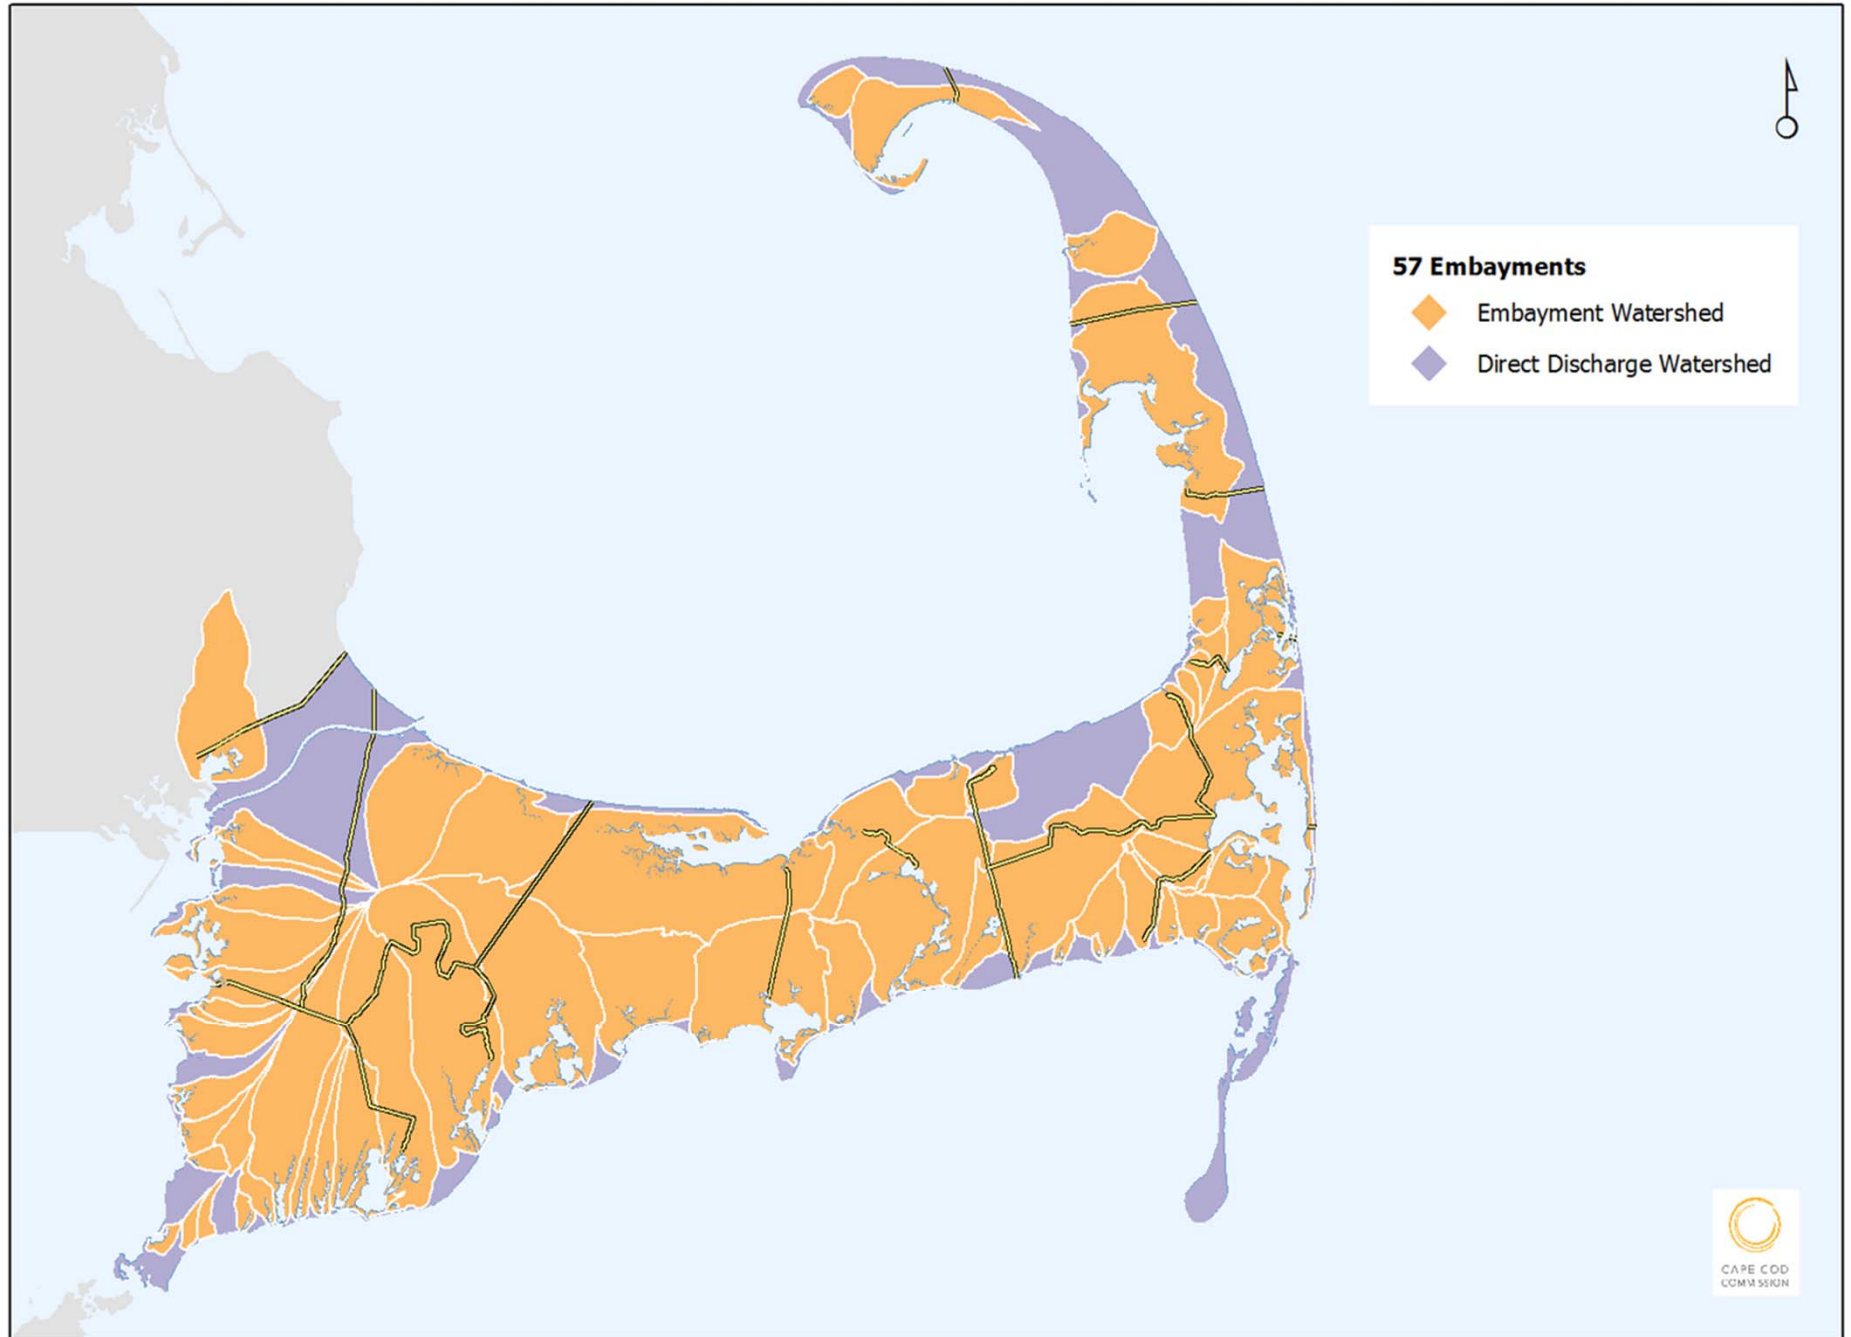 57 Embayments
Embayment Watershed
Direct Discharge Watershed
CAPE COD
COMMISSION